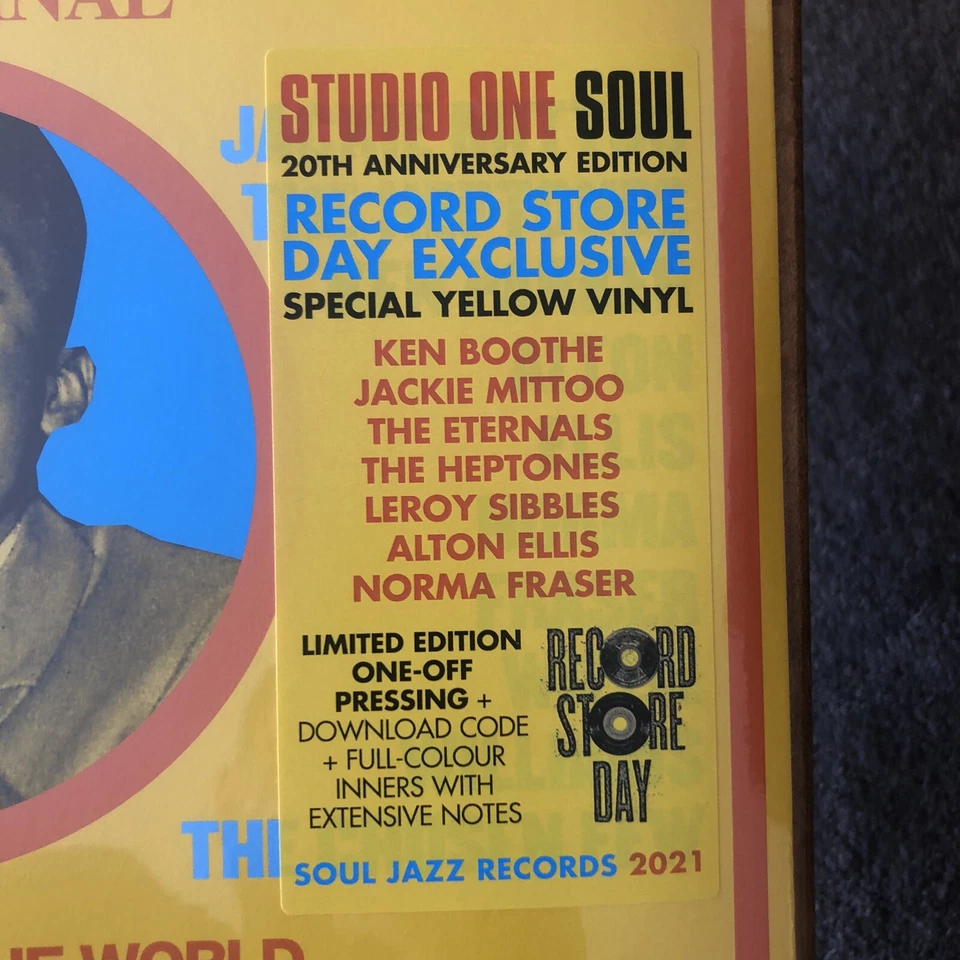 STUDIO ONE SOUL
20TH ANNIVERSARY EDITION
RECORD STORE
DAY EXCLUSIVE
SPECIAL YELLOW VINYL
KEN BOOTHE
JACKIE MITTOO
THE ETERNALS
THE HEPTONES
LEROY SIBBLES
ALTON ELLIS
NORMA FRASER
LIMITED EDITION
ONE-OFF
PRESSING +
DOWNLOAD CODE
+ FULL-COLOUR
INNERS WITH
EXTENSIVE NOTES
RECORD
STORE
DAY
SOUL JAZZ RECORDS 2021
WORLD